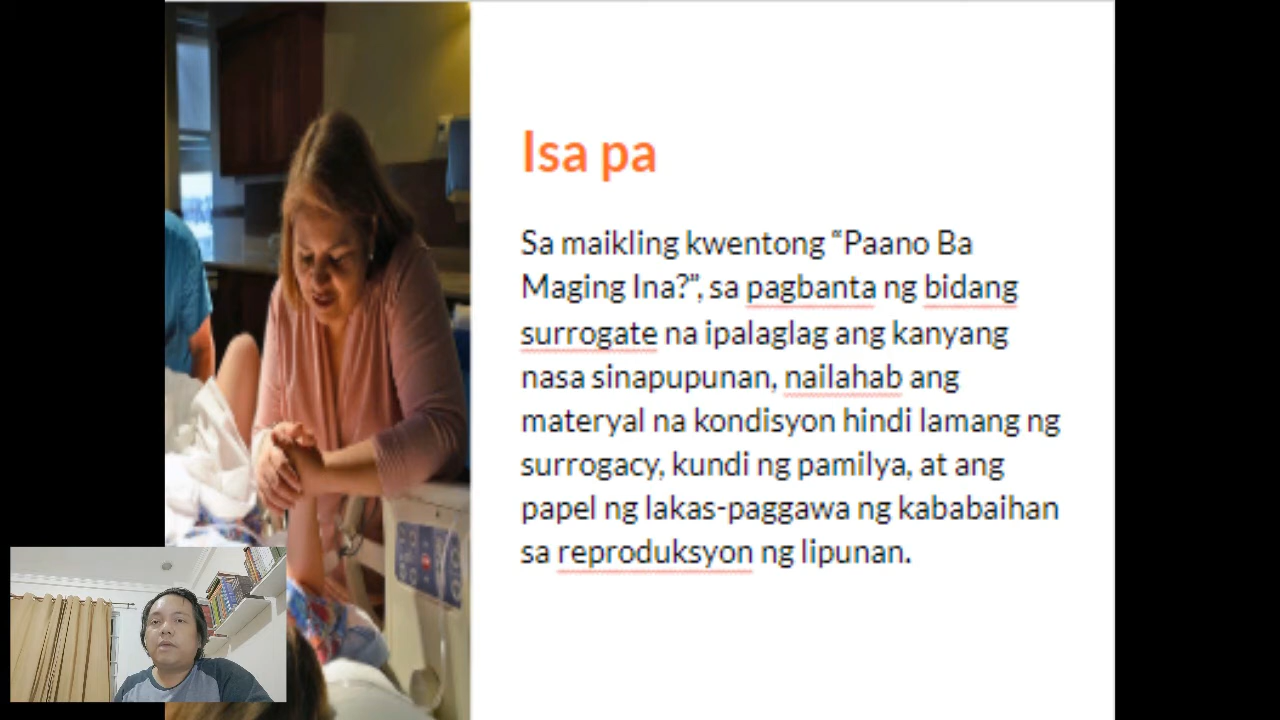 Isa pa
Sa maikling kwentong “Paano Ba
Maging Ina?”, sa pagbanta ng bidang
surrogate na ipalaglag ang kanyang
nasa sinapupunan, nailahab ang
materyal na kondisyon hindi lamang ng
surrogacy, kundi ng pamilya, at ang
papel ng lakas-paggawa ng kababaihan
sa reproduksyon ng lipunan.